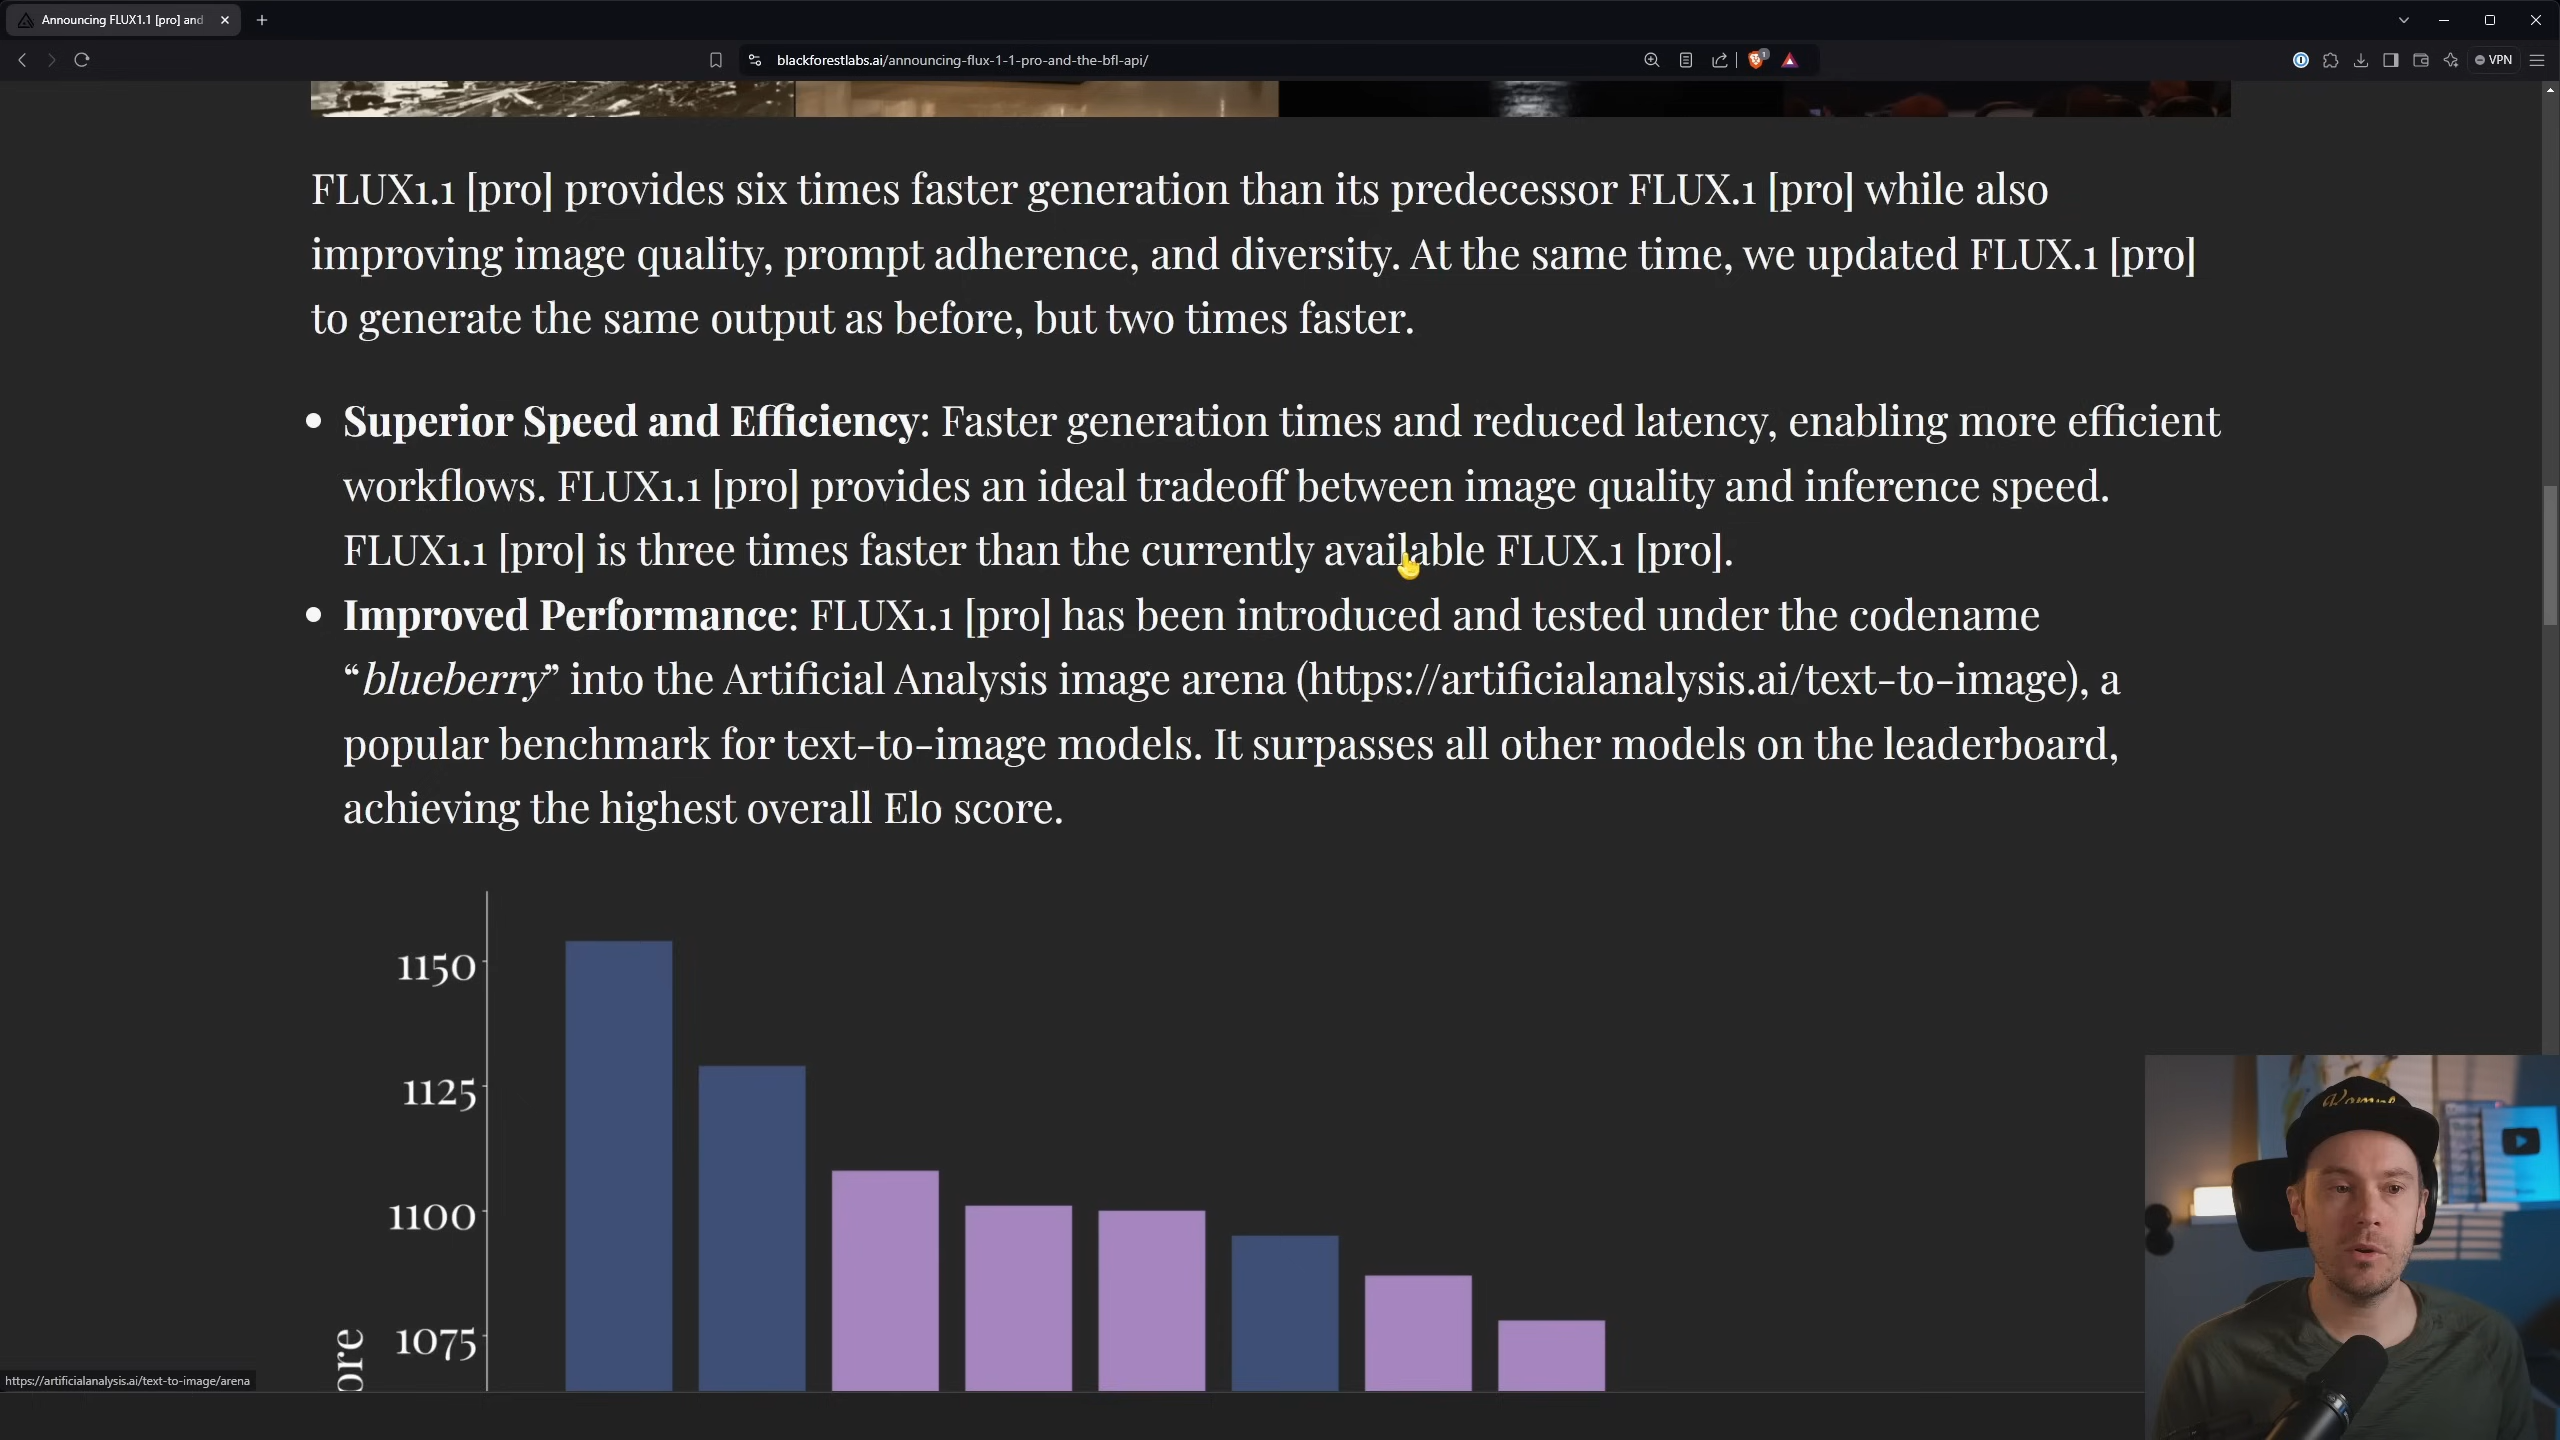 Announcing FLUX1.1 [pro] and
blackforestlabs.ai/announcing-flux-1-1-pro-and-the-bfl-api/
1
VPN
FLUX1.1 [pro] provides six times faster generation than its predecessor FLUX.1 [pro] while also
improving image quality, prompt adherence, and diversity. At the same time, we updated FLUX.1 [pro]
to generate the same output as before, but two times faster.
• Superior Speed and Efficiency: Faster generation times and reduced latency, enabling more efficient
workflows. FLUX1.1 [pro] provides an ideal tradeoff between image quality and inference speed.
FLUX1.1 [pro] is three times faster than the currently available FLUX.1 [pro].
• Improved Performance: FLUX1.1 [pro] has been introduced and tested under the codename
“blueberry” into the Artificial Analysis image arena (https://artificialanalysis.ai/text-to-image), a
popular benchmark for text-to-image models. It surpasses all other models on the leaderboard,
achieving the highest overall Elo score.
1150
1125
1100
1075
ore
https://artificialanalysis.ai/text-to-image/arena